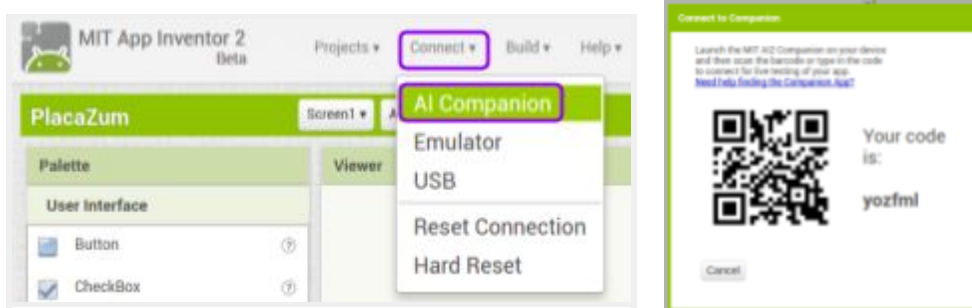 MIT App Inventor 2
Beta
Projects Connect Build Help
PlacaZum
Screen1 A
Palette
Viewer
User Interface
Button
CheckBox
AI Companion
Emulator
USB
Reset Connection
Hard Reset
Connect to Companion
Launch the MIT AI2 Companion on your device
and then scan the barcode or type in the code
to connect for live testing of your app.
Need help finding the Companion App?
Your code
is:
yozfml
Cancel